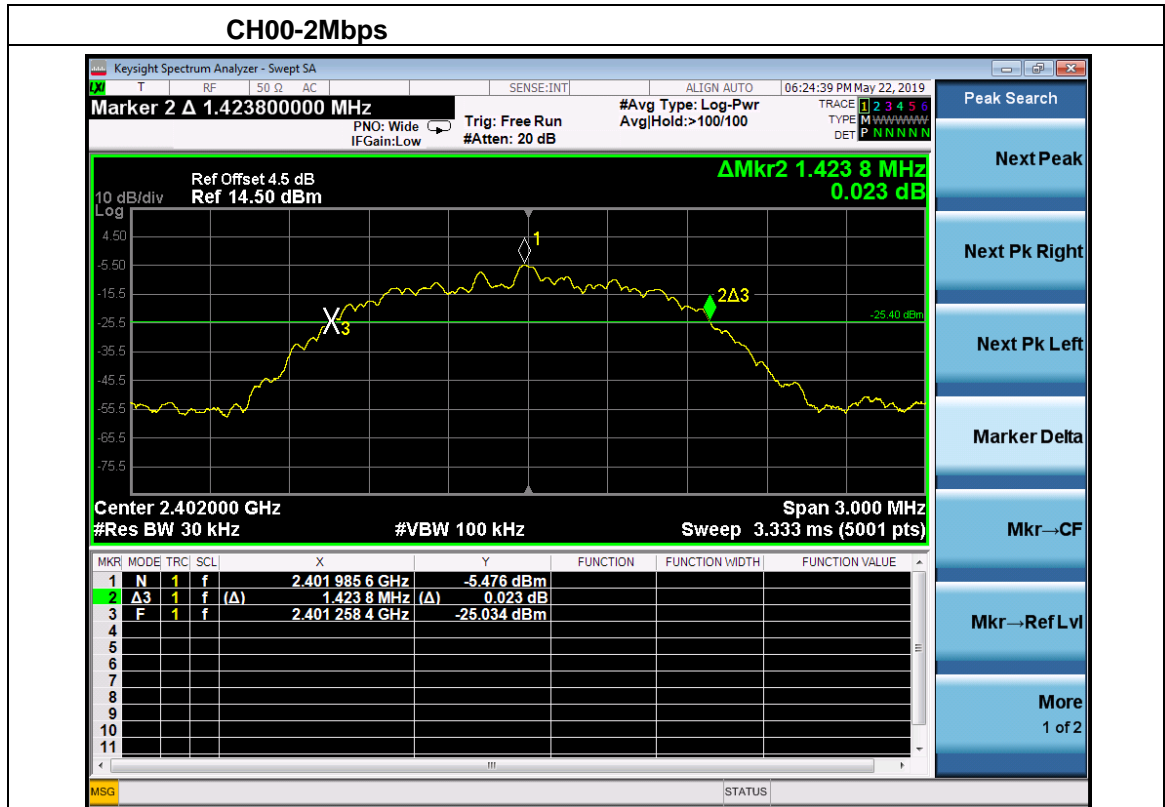 CH00-2Mbps
Keysight Spectrum Analyzer - Swept SA
LXI T RF 50 Ω AC SENSE:INT ALIGN AUTO 06:24:39 PM May 22, 2019
Marker 2 Δ 1.423800000 MHz
PNO: Wide
IFGain:Low
Trig: Free Run
#Atten: 20 dB
#Avg Type: Log-Pwr
Avg|Hold:>100/100
TRACE 1 2 3 4 5 6
TYPE M WWWWW
DET P N N N N N
Peak Search
Next Peak
Next Pk Right
Next Pk Left
Marker Delta
Mkr→CF
Mkr→Ref Lvl
More
1 of 2
ΔMkr2 1.423 8 MHz
0.023 dB
Ref Offset 4.5 dB
10 dB/div Ref 14.50 dBm
Log
4.50
-5.50
-15.5
-25.5
-35.5
-45.5
-55.5
-65.5
-75.5
1
2Δ3
3
-25.40 dBm
Center 2.402000 GHz Span 3.000 MHz
#Res BW 30 kHz #VBW 100 kHz Sweep 3.333 ms (5001 pts)
MKR MODE TRC SCL X Y FUNCTION FUNCTION WIDTH FUNCTION VALUE
1 N 1 f 2.401 985 6 GHz -5.476 dBm
2 Δ3 1 f (Δ) 1.423 8 MHz (Δ) 0.023 dB
3 F 1 f 2.401 258 4 GHz -25.034 dBm
4
5
6
7
8
9
10
11
MSG STATUS